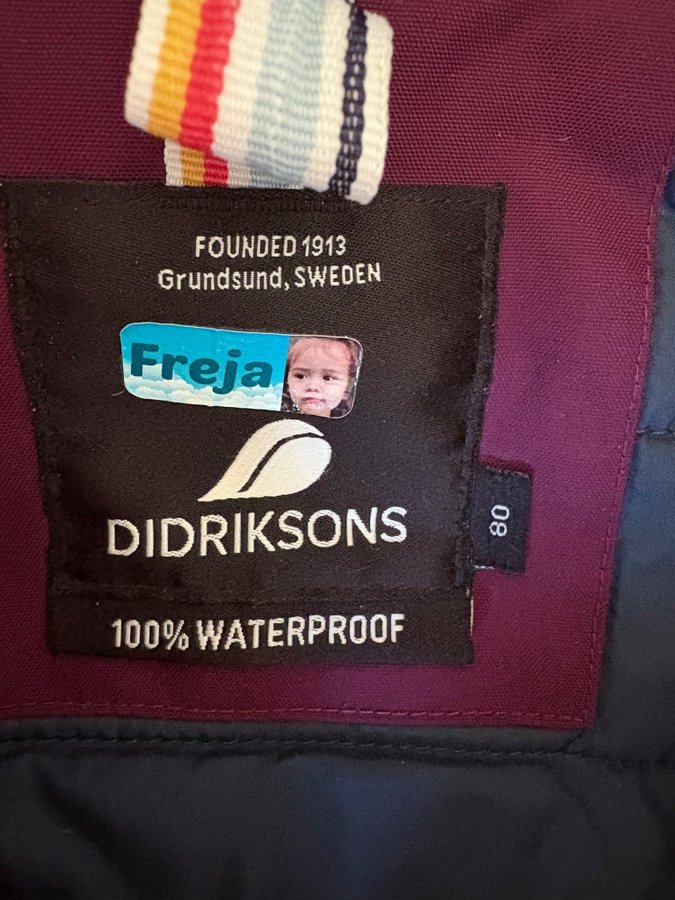 FOUNDED 1913
Grundsund, SWEDEN
Freja
DIDRIKSONS
80
100% WATERPROOF